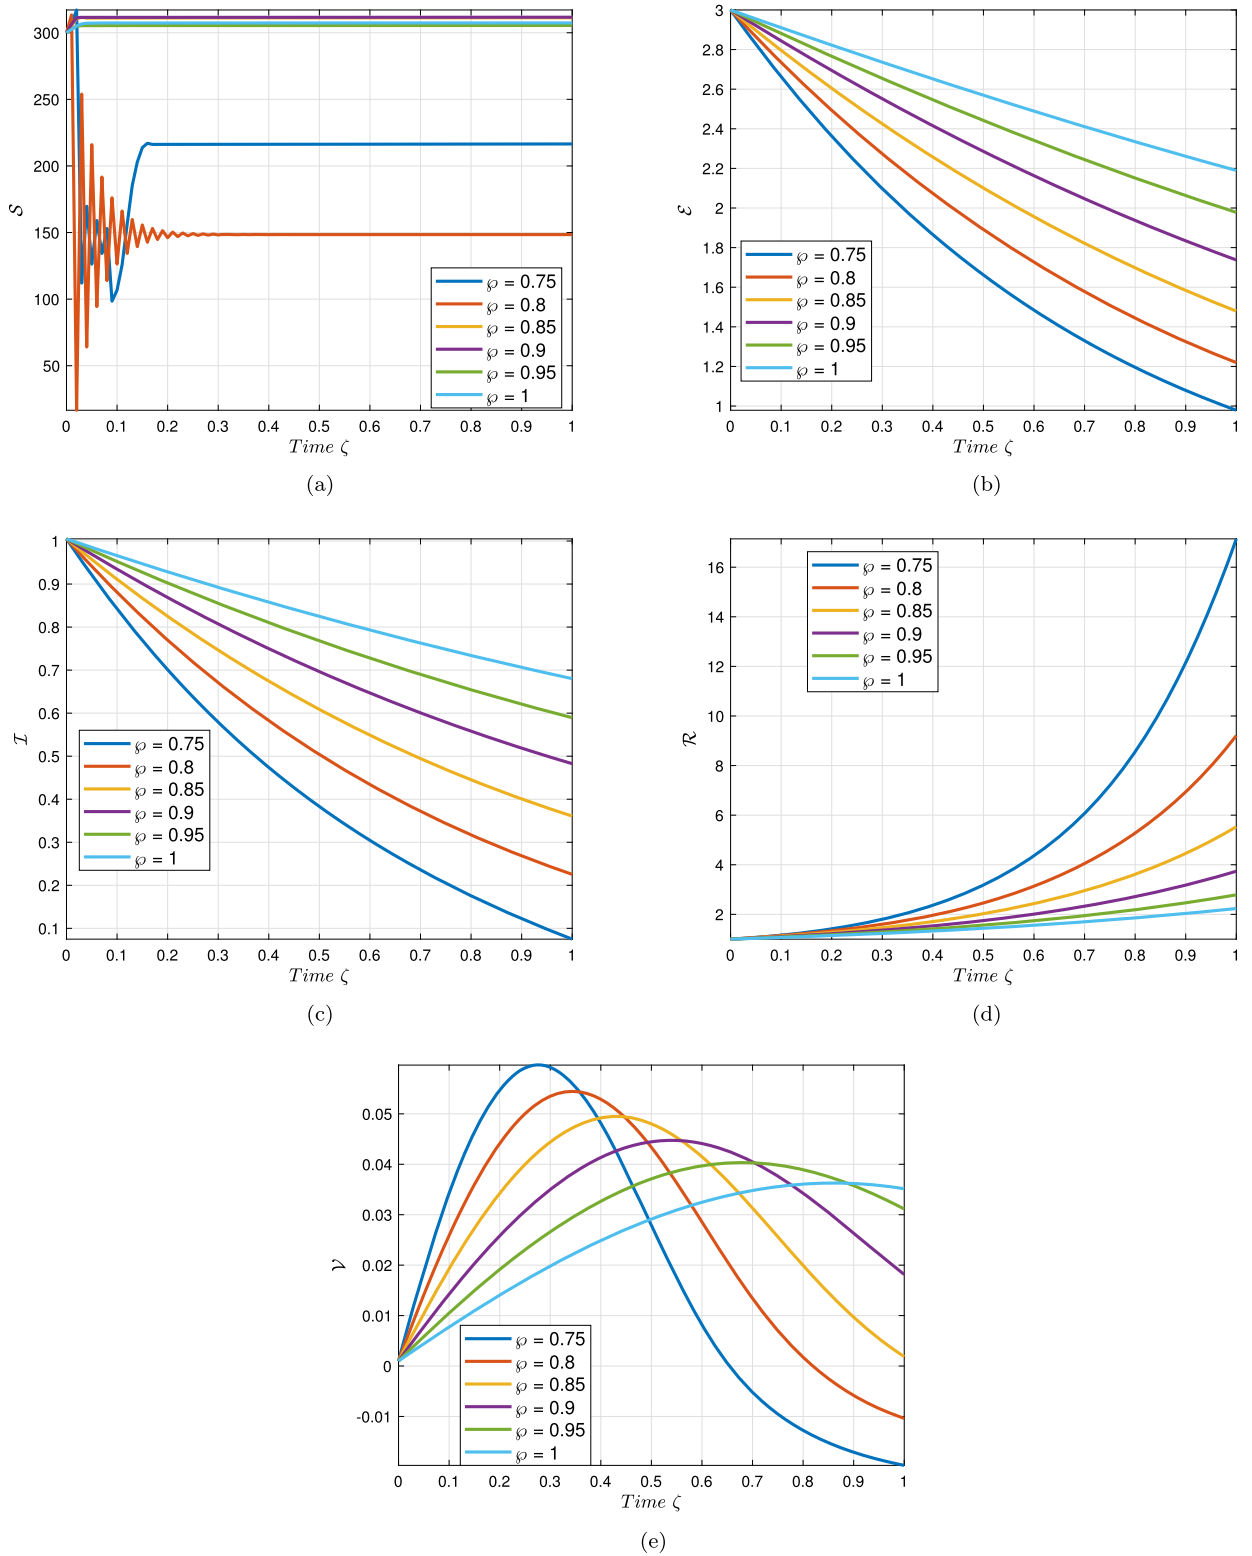 300
250
200
150
100
50
𝒮
℘ = 0.75
℘ = 0.8
℘ = 0.85
℘ = 0.9
℘ = 0.95
℘ = 1
0 0.1 0.2 0.3 0.4 0.5 0.6 0.7 0.8 0.9 1
Time ζ
(a)
3
2.8
2.6
2.4
2.2
2
1.8
1.6
1.4
1.2
1
ℰ
℘ = 0.75
℘ = 0.8
℘ = 0.85
℘ = 0.9
℘ = 0.95
℘ = 1
0 0.1 0.2 0.3 0.4 0.5 0.6 0.7 0.8 0.9 1
Time ζ
(b)
1
0.9
0.8
0.7
0.6
0.5
0.4
0.3
0.2
0.1
ℐ
℘ = 0.75
℘ = 0.8
℘ = 0.85
℘ = 0.9
℘ = 0.95
℘ = 1
0 0.1 0.2 0.3 0.4 0.5 0.6 0.7 0.8 0.9 1
Time ζ
(c)
16
14
12
10
8
6
4
2
ℛ
℘ = 0.75
℘ = 0.8
℘ = 0.85
℘ = 0.9
℘ = 0.95
℘ = 1
0 0.1 0.2 0.3 0.4 0.5 0.6 0.7 0.8 0.9 1
Time ζ
(d)
0.05
0.04
0.03
0.02
0.01
0
-0.01
𝒱
℘ = 0.75
℘ = 0.8
℘ = 0.85
℘ = 0.9
℘ = 0.95
℘ = 1
0 0.1 0.2 0.3 0.4 0.5 0.6 0.7 0.8 0.9 1
Time ζ
(e)